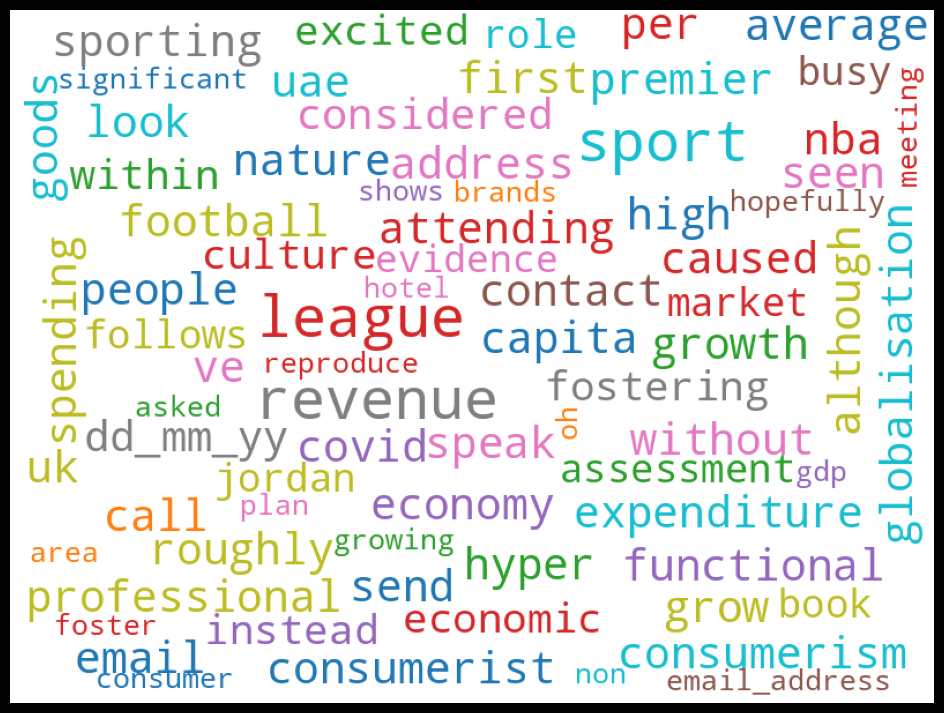 sporting excited role per average
significant uae first premier busy
goods look considered sport nba meeting
within nature address seen
shows brands hopefully
football attending high
culture evidence caused although globalisation
spending people hotel contact market
follows league capita growth
ve reproduce revenue fostering
asked oh
dd_mm_yy covid speak without
uk jordan assessment gdp
call plan economy expenditure
area roughly growing hyper functional
professional send grow book
foster instead economic
email consumerist consumerism
consumer non email_address